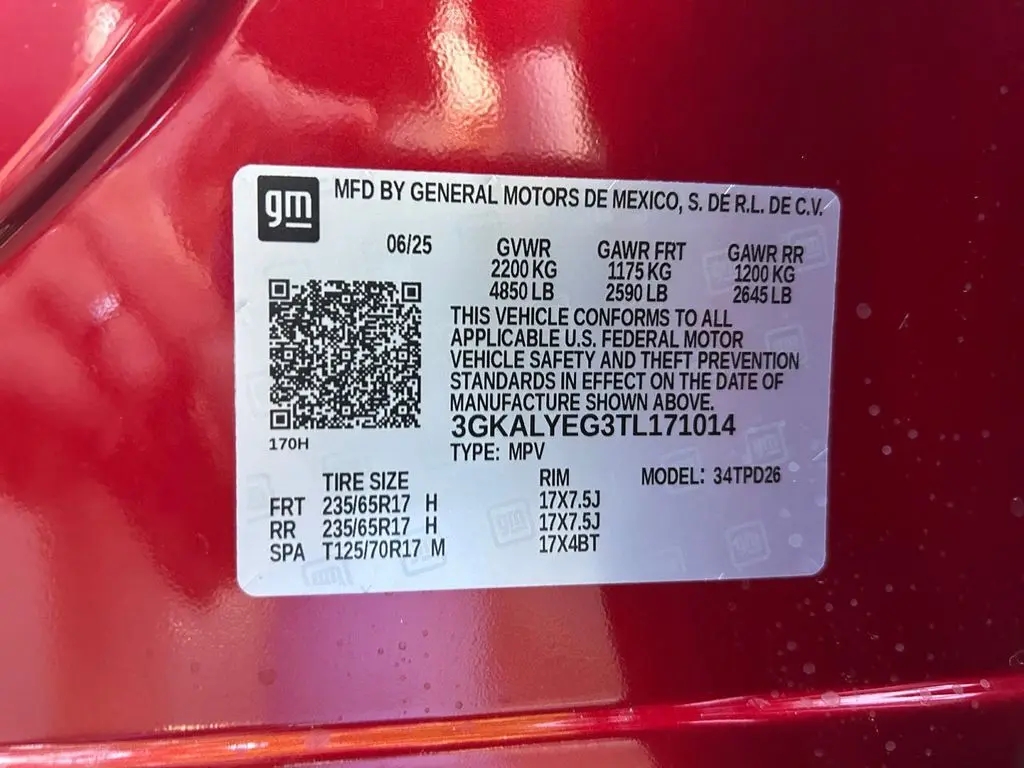 gm MFD BY GENERAL MOTORS DE MEXICO, S. DE R.L. DE C.V.
06/25 GVWR GAWR FRT GAWR RR
2200 KG 1175 KG 1200 KG
4850 LB 2590 LB 2645 LB
THIS VEHICLE CONFORMS TO ALL
APPLICABLE U.S. FEDERAL MOTOR
VEHICLE SAFETY AND THEFT PREVENTION
STANDARDS IN EFFECT ON THE DATE OF
MANUFACTURE SHOWN ABOVE.
3GKALYEG3TL171014
170H
TYPE: MPV
TIRE SIZE RIM MODEL: 34TPD26
FRT 235/65R17 H 17X7.5J
RR 235/65R17 H 17X7.5J
SPA T125/70R17 M 17X4BT